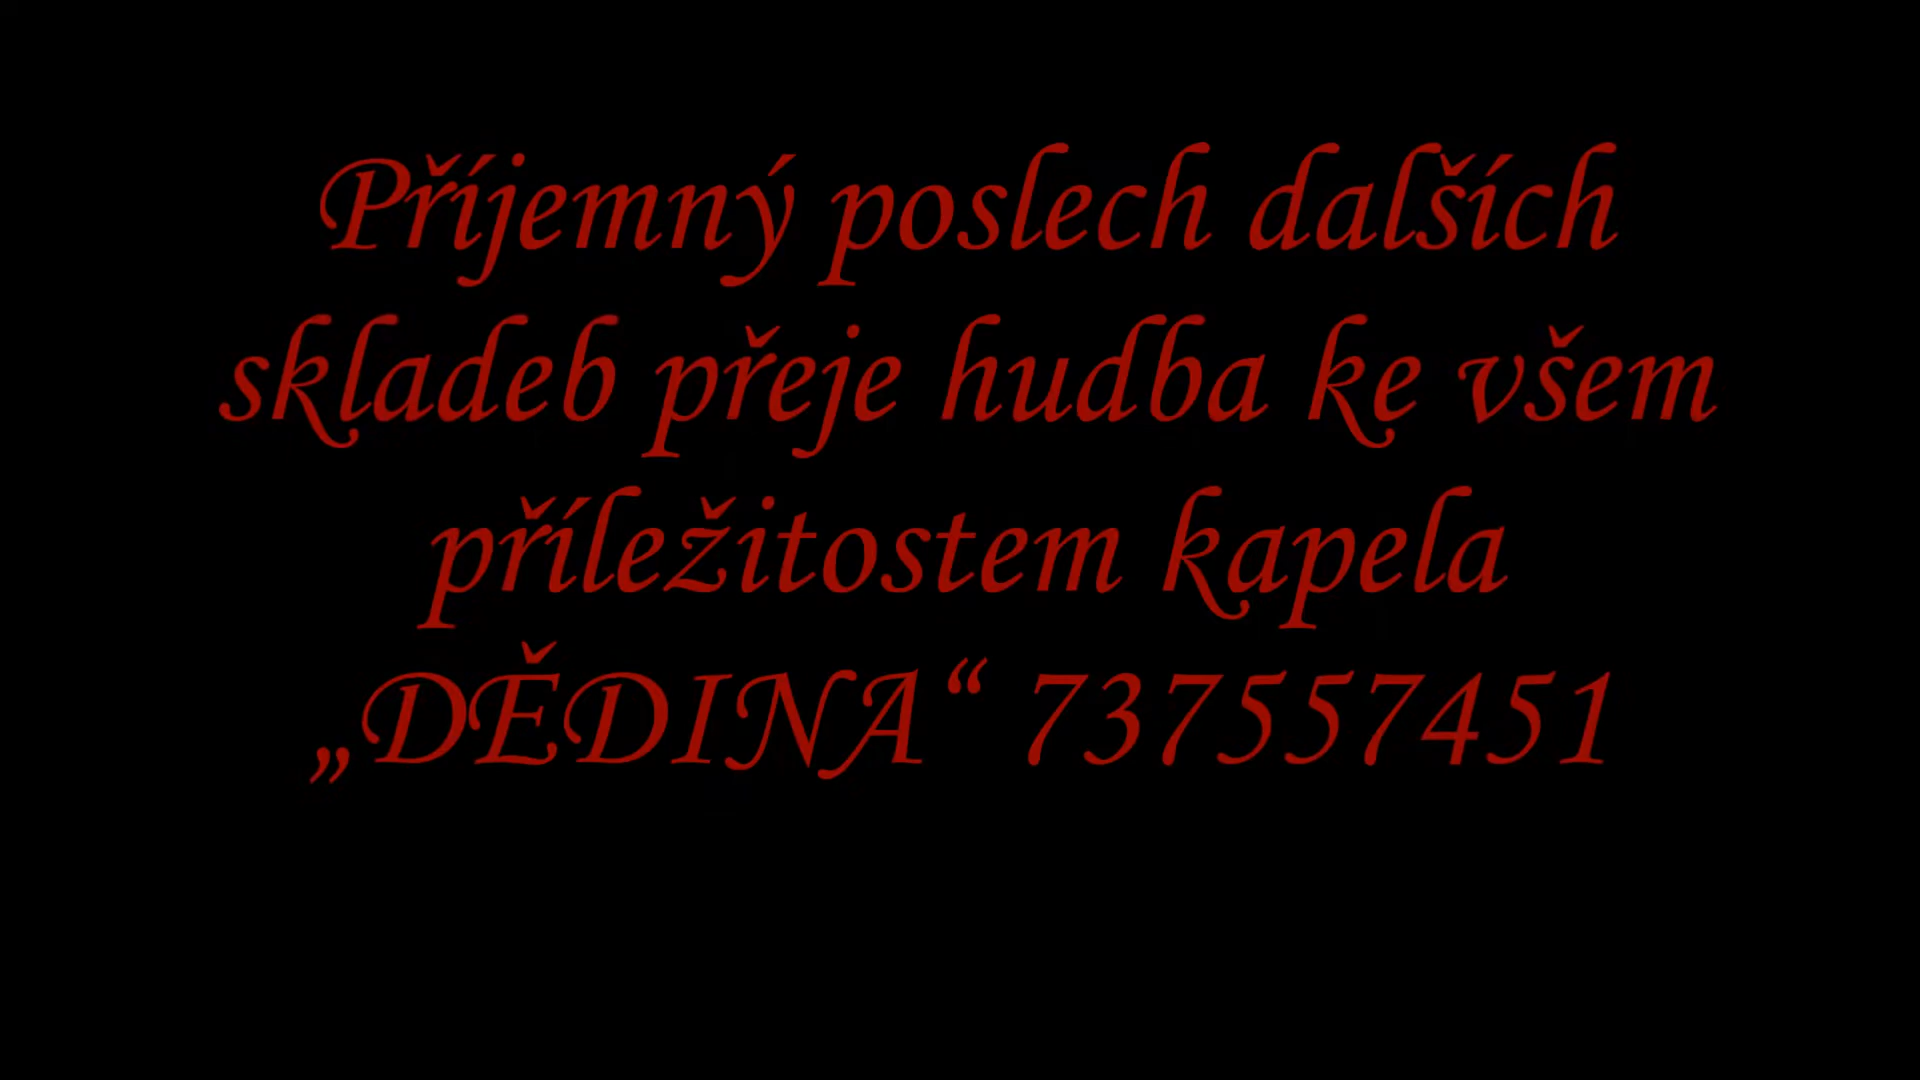 Příjemný poslech dalších
skladeb přeje hudba ke všem
příležitostem kapela
„DĚDINA“ 737557451